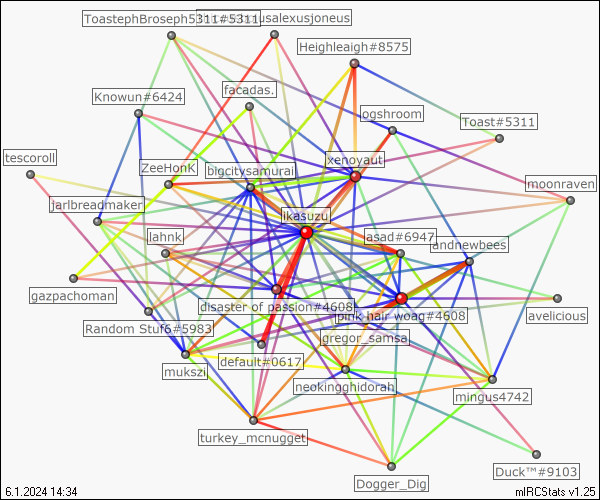 ToastephBroseph5311#5311
Heighleigh#8575
facadas.
Knowun#6424
ogshroom
Toast#5311
tescoroll
xenoyaut
ZeeHonK
bigcitysamurai
moonraven
jarlbreadmaker
ikasuzu
lahnk
asad#6947
andnewbees
gazpachoman
disaster of passion#4608
pink hair woag#4608
avelicious
Random Stuf6#5983
gregor_samsa
default#0617
mukszi
neokingghidorah
mingus4742
turkey_mcnugget
Dogger_Dig
Duck™#9103
6.1.2024 14:34
mIRCStats v1.25